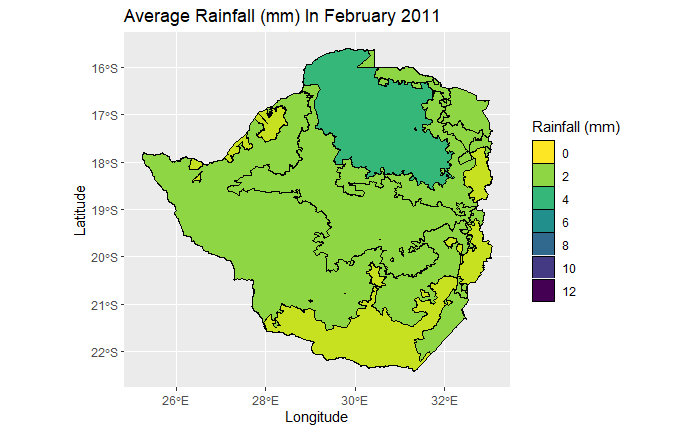 Average Rainfall (mm) In February 2011
16°S
17°S
18°S
19°S
20°S
21°S
22°S
Latitude
26°E
28°E
30°E
32°E
Longitude
Rainfall (mm)
0
2
4
6
8
10
12